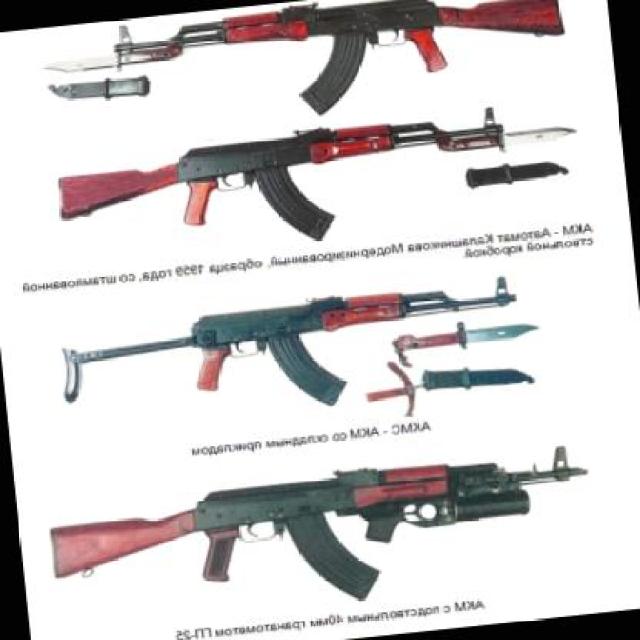 АКМ - Автомат Калашникова Модернизированный, образца 1959 года, со штампованной
ствольной коробкой.
АКМС - АКМ со складным прикладом
АКМ с подствольным 40мм гранатометом ГП-25